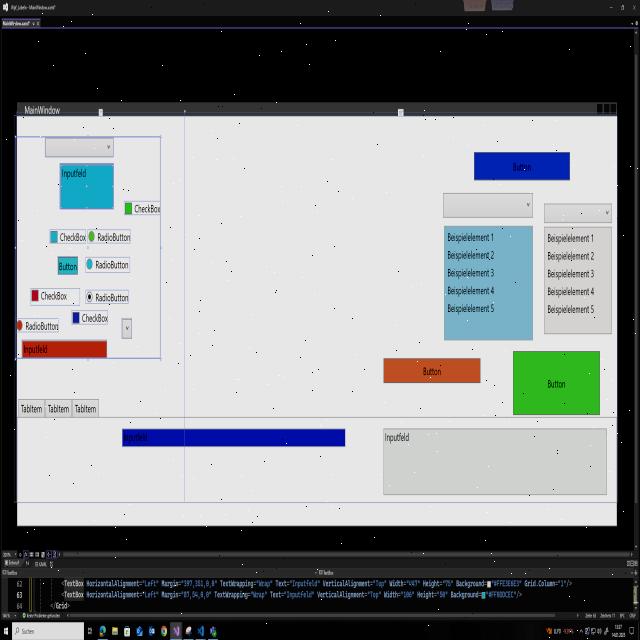 MainWindow
Inputfeld
CheckBox
CheckBox
RadioButton
Button
RadioButton
CheckBox
RadioButton
CheckBox
RadioButton
Inputfeld
TabItem
TabItem
TabItem
Inputfeld
Button
Beispielelement 1
Beispielelement 2
Beispielelement 3
Beispielelement 4
Beispielelement 5
Beispielelement 1
Beispielelement 2
Beispielelement 3
Beispielelement 4
Beispielelement 5
Button
Button
Inputfeld
62 <TextBox HorizontalAlignment="Left" Margin="397,351,0,0" TextWrapping="Wrap" Text="Inputfeld" VerticalAlignment="Top" Width="447" Height="75" Background="#FFE3E6E3" Grid.Column="1"/>
63 <TextBox HorizontalAlignment="Left" Margin="87,54,0,0" TextWrapping="Wrap" Text="Inputfeld" VerticalAlignment="Top" Width="106" Height="50" Background="#FF00DCEC"/>
64 </Grid>
Suchen